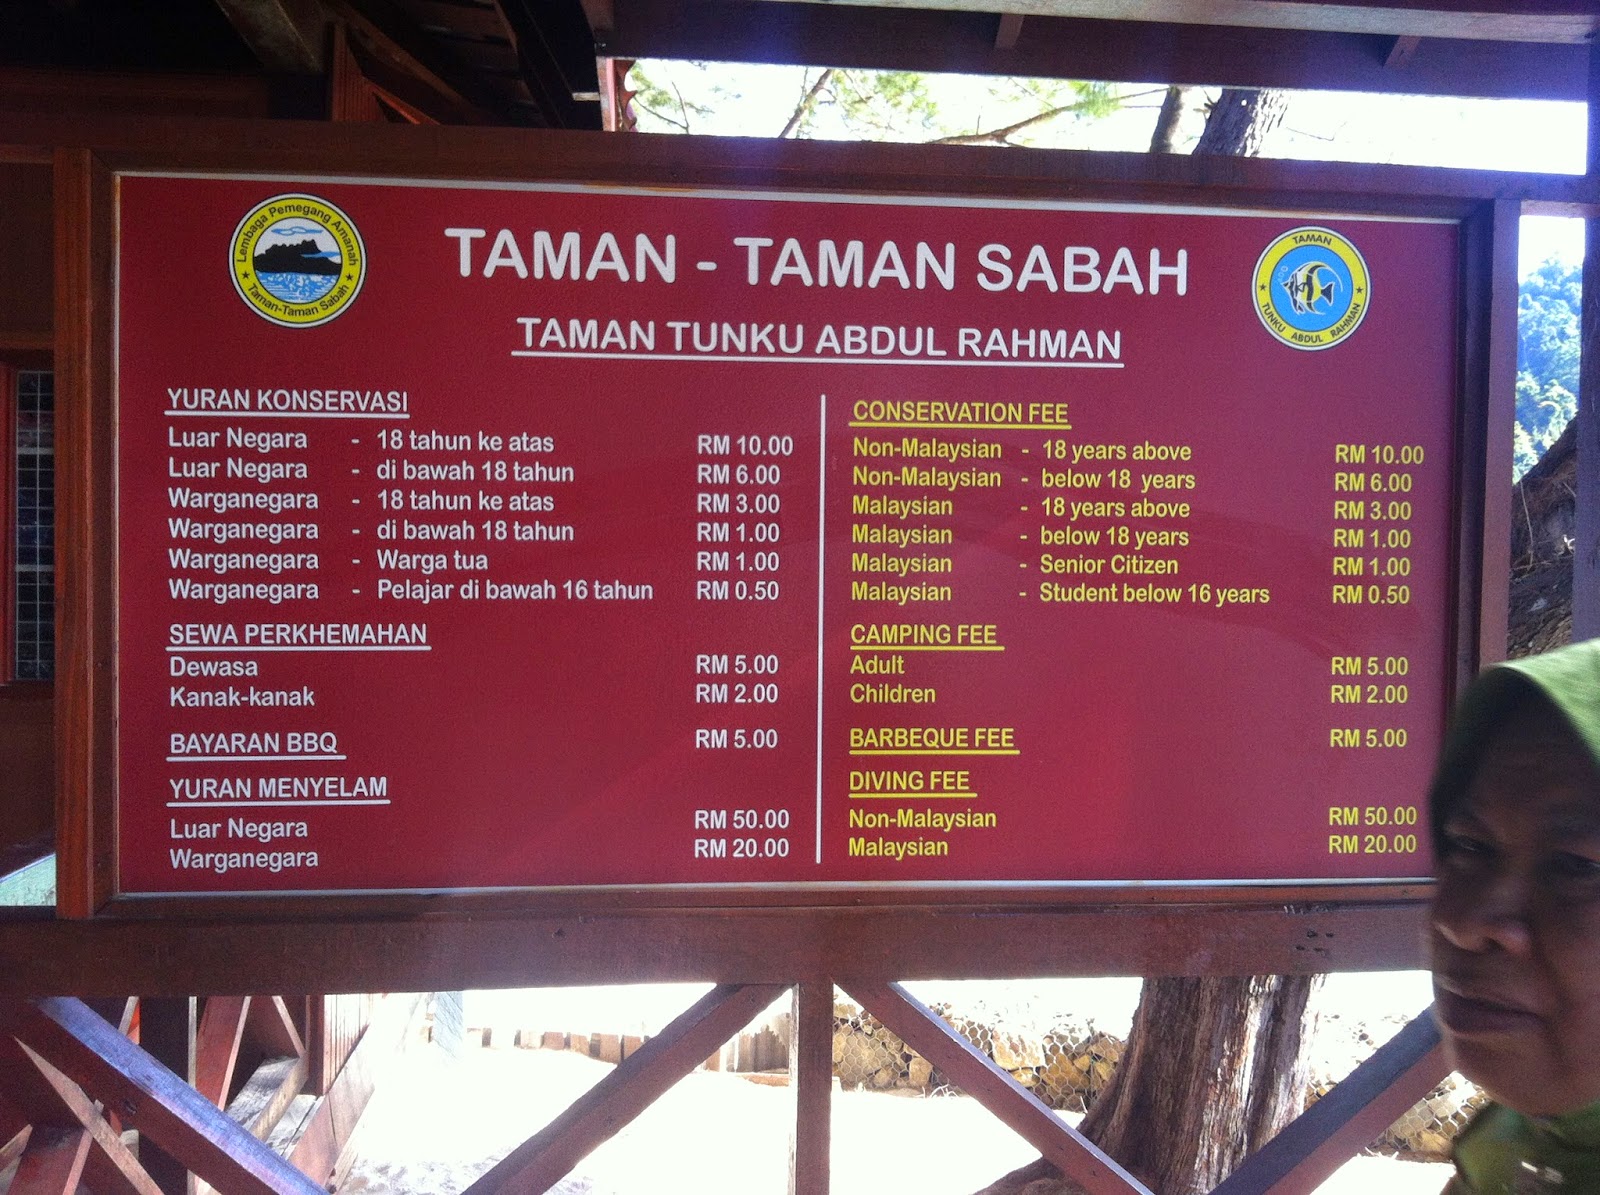 Lembaga Pemegang Amanah
Taman-Taman Sabah
TAMAN - TAMAN SABAH
TAMAN TUNKU ABDUL RAHMAN
TAMAN
TUNKU ABDUL RAHMAN
YURAN KONSERVASI
Luar Negara - 18 tahun ke atas RM 10.00
Luar Negara - di bawah 18 tahun RM 6.00
Warganegara - 18 tahun ke atas RM 3.00
Warganegara - di bawah 18 tahun RM 1.00
Warganegara - Warga tua RM 1.00
Warganegara - Pelajar di bawah 16 tahun RM 0.50
SEWA PERKHEMAHAN
Dewasa RM 5.00
Kanak-kanak RM 2.00
BAYARAN BBQ RM 5.00
YURAN MENYELAM
Luar Negara RM 50.00
Warganegara RM 20.00
CONSERVATION FEE
Non-Malaysian - 18 years above RM 10.00
Non-Malaysian - below 18 years RM 6.00
Malaysian - 18 years above RM 3.00
Malaysian - below 18 years RM 1.00
Malaysian - Senior Citizen RM 1.00
Malaysian - Student below 16 years RM 0.50
CAMPING FEE
Adult RM 5.00
Children RM 2.00
BARBEQUE FEE RM 5.00
DIVING FEE
Non-Malaysian RM 50.00
Malaysian RM 20.00